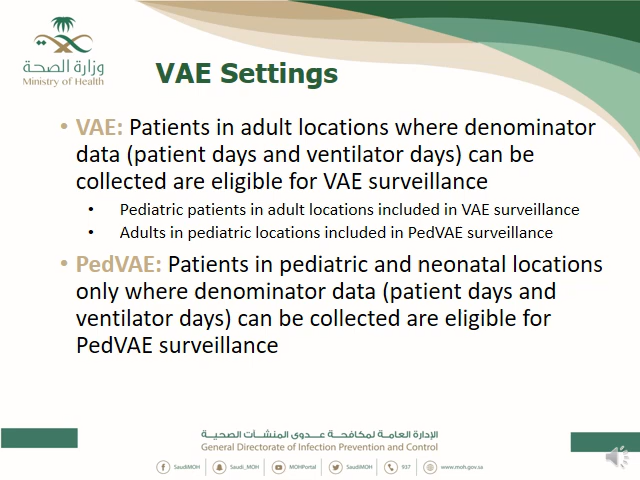 وزارة الصحة
Ministry of Health
VAE Settings
• VAE: Patients in adult locations where denominator
data (patient days and ventilator days) can be
collected are eligible for VAE surveillance
• Pediatric patients in adult locations included in VAE surveillance
• Adults in pediatric locations included in PedVAE surveillance
• PedVAE: Patients in pediatric and neonatal locations
only where denominator data (patient days and
ventilator days) can be collected are eligible for
PedVAE surveillance
الإدارة العامة لمكافحة عدوى المنشآت الصحية
General Directorate of Infection Prevention and Control
SaudiMOH Saudi_MOH MOHPortal SaudiMOH 937 www.moh.gov.sa